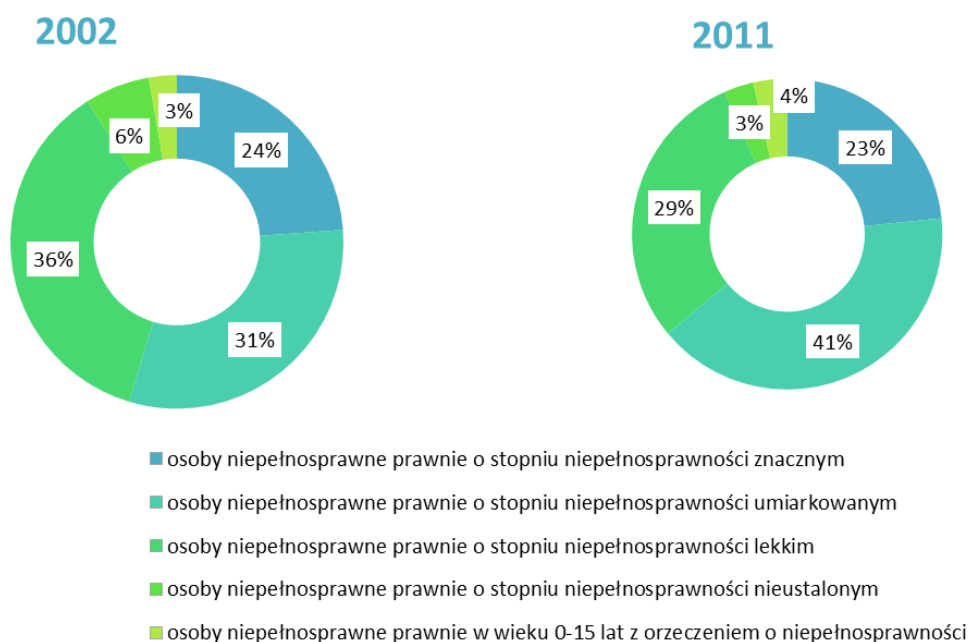 2002
3%
6%
24%
36%
31%
2011
4%
3%
23%
29%
41%
osoby niepełnosprawne prawnie o stopniu niepełnosprawności znacznym
osoby niepełnosprawne prawnie o stopniu niepełnosprawności umiarkowanym
osoby niepełnosprawne prawnie o stopniu niepełnosprawności lekkim
osoby niepełnosprawne prawnie o stopniu niepełnosprawności nieustalonym
osoby niepełnosprawne prawnie w wieku 0-15 lat z orzeczeniem o niepełnosprawności